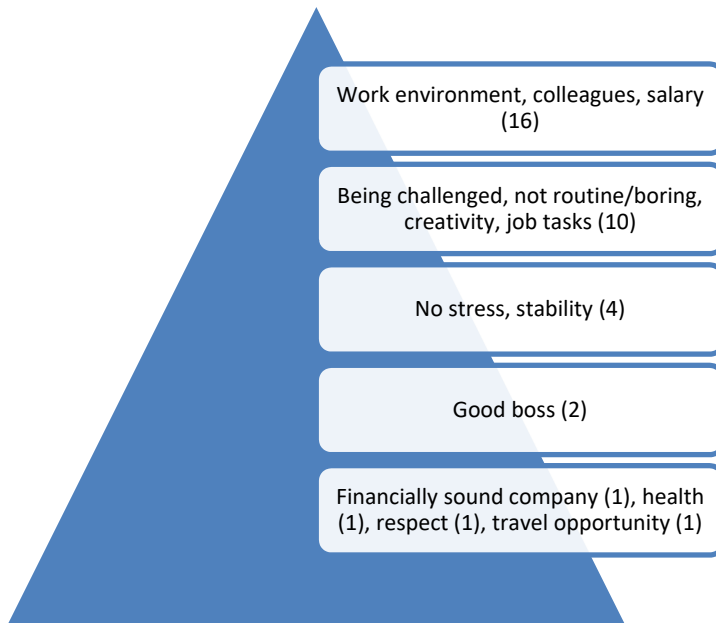 Work environment, colleagues, salary
(16)
Being challenged, not routine/boring,
creativity, job tasks (10)
No stress, stability (4)
Good boss (2)
Financially sound company (1), health
(1), respect (1), travel opportunity (1)